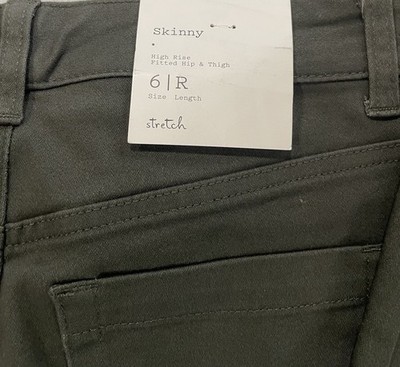 Skinny
High Rise
Fitted Hip & Thigh
6|R
Size Length
stretch